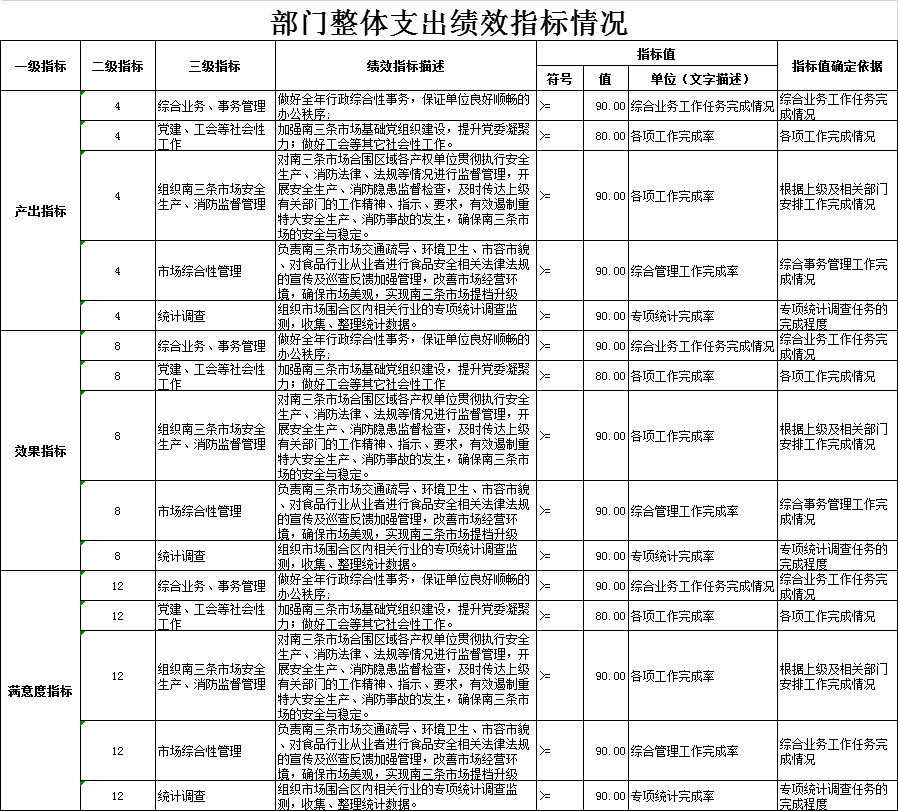 部门整体支出绩效指标情况
一级指标 二级指标 三级指标 绩效指标描述 指标值 指标值确定依据
符号 值 单位（文字描述）
产出指标
4 综合业务、事务管理 做好全年行政综合性事务，保证单位良好顺畅的 >= 90.00 综合业务工作任务完成情况 综合业务工作任务完
办公秩序； 成情况
4 党建、工会等社会性 加强南三条市场基础党组织建设，提升党委凝聚 >= 80.00 各项工作完成率 各项工作完成情况
工作 力；做好工会等其它社会性工作。
对南三条市场合围区域各产权单位贯彻执行安全
生产、消防法律、法规等情况进行监督管理，开
4 组织南三条市场安全 展安全生产、消防隐患监督检查，及时传达上级 >= 90.00 各项工作完成率 根据上级及相关部门
生产、消防监督管理 有关部门的工作精神、指示、要求，有效遏制重 安排工作完成情况
特大安全生产、消防事故的发生，确保南三条市
场的安全与稳定。
负责南三条市场交通疏导、环境卫生、市容市貌
4 市场综合性管理 、对食品行业从业者进行食品安全相关法律法规 >= 90.00 综合管理工作完成率 综合事务管理工作完
的宣传及巡查反馈加强管理，改善市场经营环 成情况
境，确保市场美观，实现南三条市场提档升级
4 统计调查 组织市场围合区内相关行业的专项统计调查监 >= 90.00 专项统计完成率 专项统计调查任务的
测，收集、整理统计数据。 完成程度
效果指标
8 综合业务、事务管理 做好全年行政综合性事务，保证单位良好顺畅的 >= 90.00 综合业务工作任务完成情况 综合业务工作任务完
办公秩序； 成情况
8 党建、工会等社会性 加强南三条市场基础党组织建设，提升党委凝聚 >= 80.00 各项工作完成率 各项工作完成情况
工作 力；做好工会等其它社会性工作
对南三条市场合围区域各产权单位贯彻执行安全
生产、消防法律、法规等情况进行监督管理，开
8 组织南三条市场安全 展安全生产、消防隐患监督检查，及时传达上级 >= 90.00 各项工作完成率 根据上级及相关部门
生产、消防监督管理 有关部门的工作精神、指示、要求，有效遏制重 安排工作完成情况
特大安全生产、消防事故的发生，确保南三条市
场的安全与稳定。
负责南三条市场交通疏导、环境卫生、市容市貌
8 市场综合性管理 、对食品行业从业者进行食品安全相关法律法规 >= 90.00 综合管理工作完成率 综合事务管理工作完
的宣传及巡查反馈加强管理，改善市场经营环 成情况
境，确保市场美观，实现南三条市场提档升级
8 统计调查 组织市场围合区内相关行业的专项统计调查监 >= 90.00 专项统计完成率 专项统计调查任务的
测，收集、整理统计数据。 完成程度
满意度指标
12 综合业务、事务管理 做好全年行政综合性事务，保证单位良好顺畅的 >= 90.00 综合业务工作任务完成情况 综合业务工作任务完
办公秩序； 成情况
12 党建、工会等社会性 加强南三条市场基础党组织建设，提升党委凝聚 >= 80.00 各项工作完成率 各项工作完成情况
工作 力；做好工会等其它社会性工作。
对南三条市场合围区域各产权单位贯彻执行安全
生产、消防法律、法规等情况进行监督管理，开
12 组织南三条市场安全 展安全生产、消防隐患监督检查，及时传达上级 >= 90.00 各项工作完成率 根据上级及相关部门
生产、消防监督管理 有关部门的工作精神、指示、要求，有效遏制重 安排工作完成情况
特大安全生产、消防事故的发生，确保南三条市
场的安全与稳定。
负责南三条市场交通疏导、环境卫生、市容市貌
12 市场综合性管理 、对食品行业从业者进行食品安全相关法律法规 >= 90.00 综合管理工作完成率 综合业务工作任务完
的宣传及巡查反馈加强管理，改善市场经营环 成情况
境，确保市场美观，实现南三条市场提档升级
12 统计调查 组织市场围合区内相关行业的专项统计调查监 >= 90.00 专项统计完成率 专项统计调查任务的
测，收集、整理统计数据。 完成程度